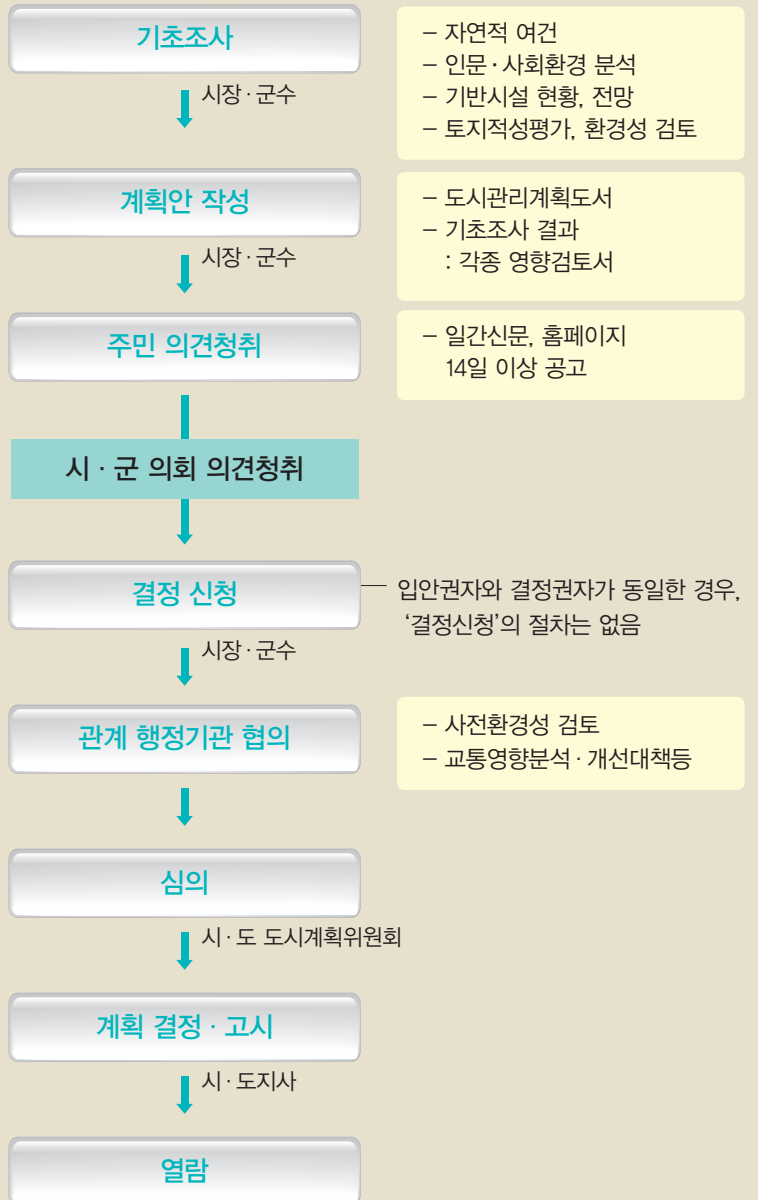 기초조사
– 자연적 여건
– 인문·사회환경 분석
– 기반시설 현황, 전망
– 토지적성평가, 환경성 검토
시장·군수
계획안 작성
– 도시관리계획도서
– 기초조사 결과
: 각종 영향검토서
시장·군수
주민 의견청취
– 일간신문, 홈페이지
14일 이상 공고
시·군 의회 의견청취
결정 신청
입안권자와 결정권자가 동일한 경우,
‘결정신청’의 절차는 없음
시장·군수
관계 행정기관 협의
– 사전환경성 검토
– 교통영향분석·개선대책등
심의
시·도 도시계획위원회
계획 결정·고시
시·도지사
열람